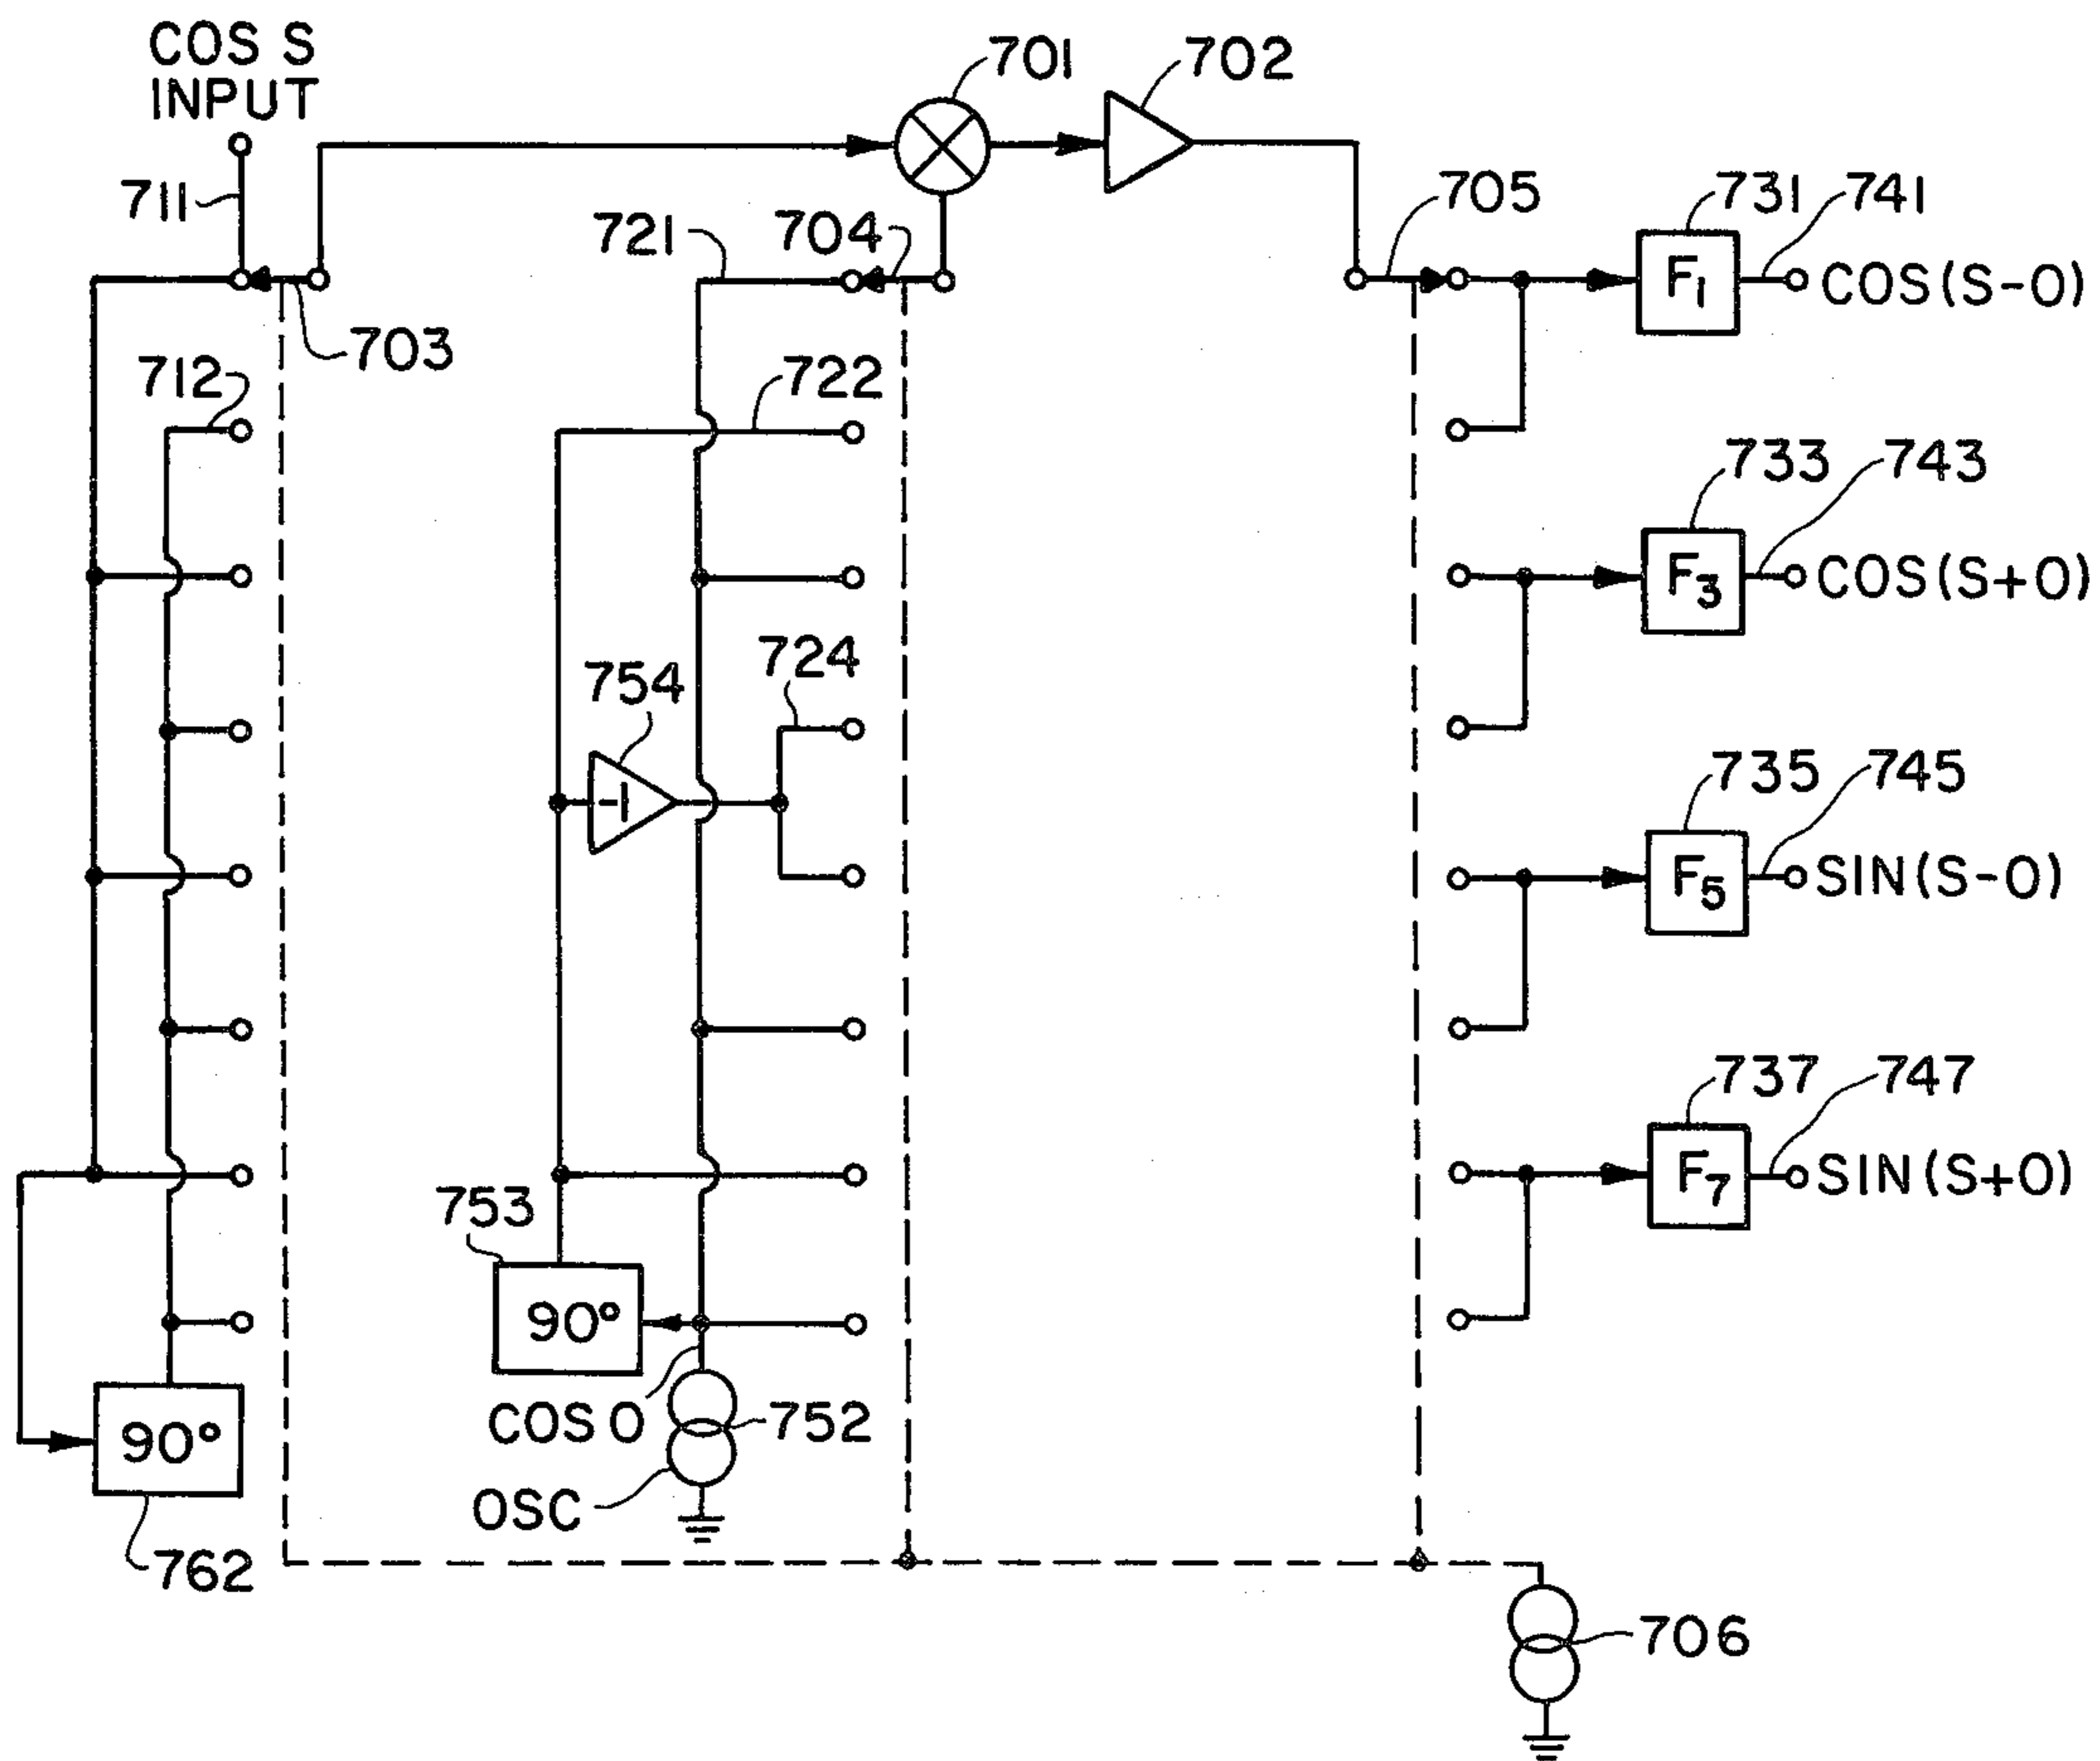 COS S
INPUT
701
702
711
721
704
705
731
741
F1
COS(S-O)
703
712
722
733
743
F3
COS(S+O)
724
754
-1
735
745
F5
SIN(S-O)
737
747
F7
SIN(S+O)
753
90°
90°
COS O
752
OSC
762
706